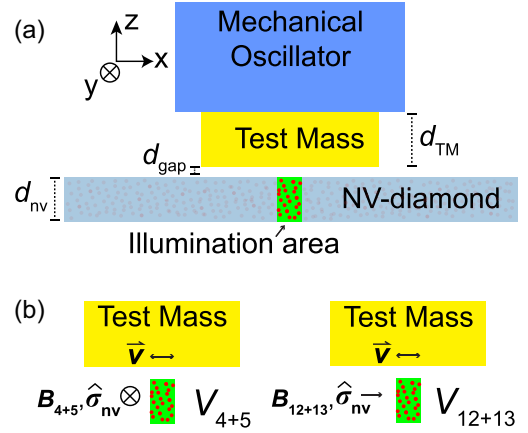 (a)
z
x
y
Mechanical
Oscillator
Test Mass
d_TM
d_gap
d_nv
NV-diamond
Illumination area
(b)
Test Mass
v⃗ ↔
B_4+5, σ̂_nv ⊗
V_4+5
Test Mass
v⃗ ↔
B_12+13, σ̂_nv →
V_12+13